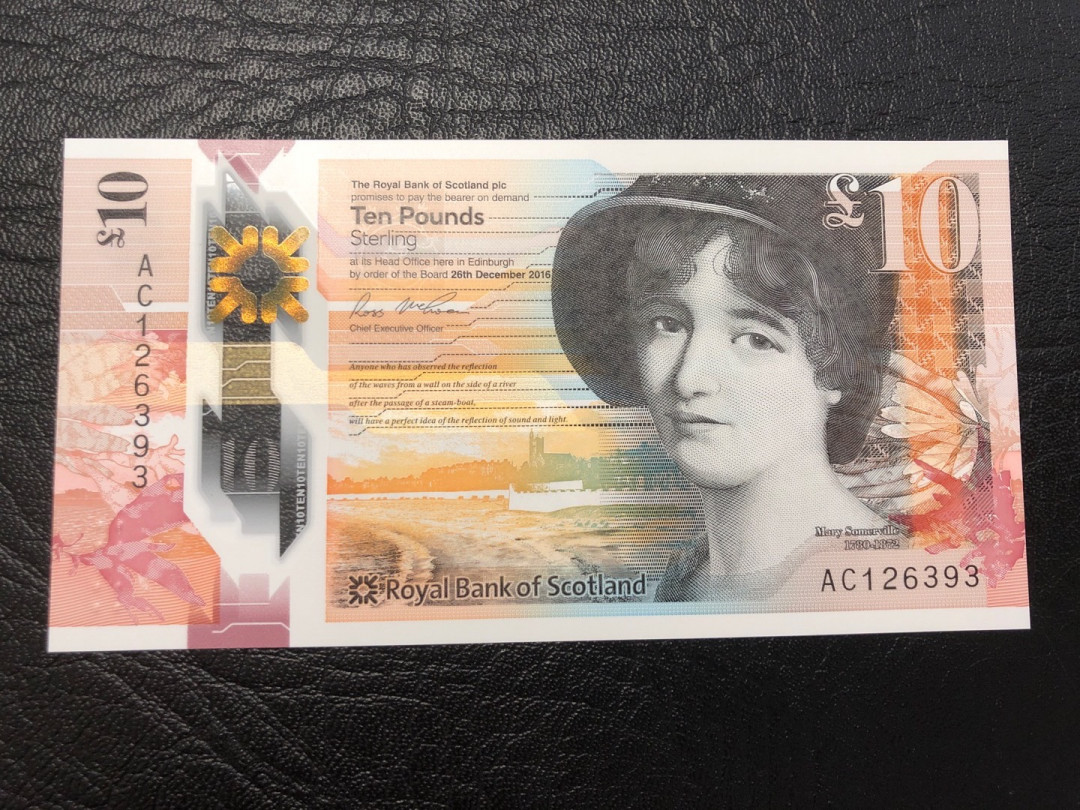 £10
AC126393
TEN10TEN10TEN10
10
N10TEN10TEN10T
The Royal Bank of Scotland plc
promises to pay the bearer on demand
Ten Pounds
Sterling
at its Head Office here in Edinburgh
by order of the Board 26th December 2016
Chief Executive Officer
Anyone who has observed the reflection
of the waves from a wall on the side of a river
after the passage of a steam-boat,
will have a perfect idea of the reflection of sound and light.
Royal Bank of Scotland
£10
Mary Somerville
1780-1872
AC126393